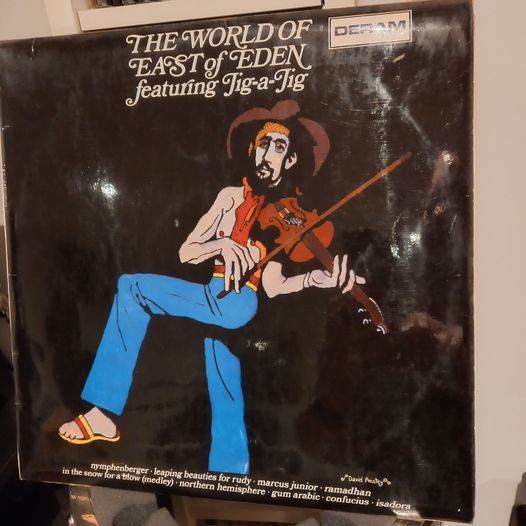 THE WORLD OF
EAST of EDEN
featuring Jig-a-Jig
DERAM
nymphenberger · leaping beauties for rudy · marcus junior · ramadhan
in the snow for a blow (medley) · northern hemisphere · gum arabic · confucius · isadora